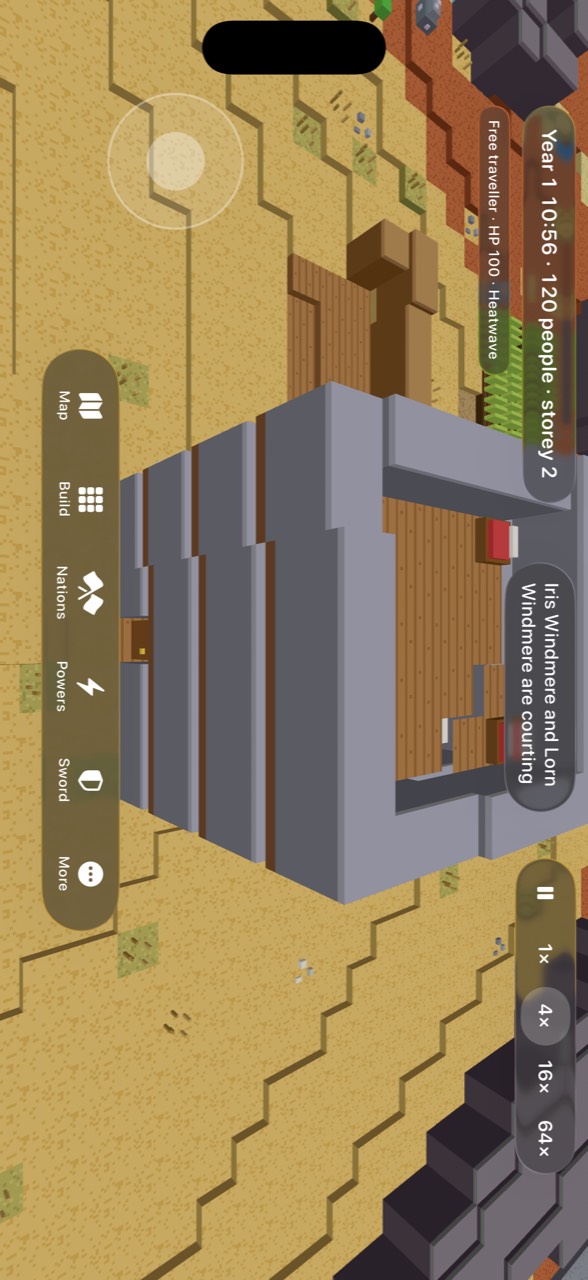 Year 1 10:56 · 120 people · storey 2
Free traveller · HP 100 · Heatwave
Iris Windmere and Lorn
Windmere are courting
1×
4×
16×
64×
Map
Build
Nations
Powers
Sword
More